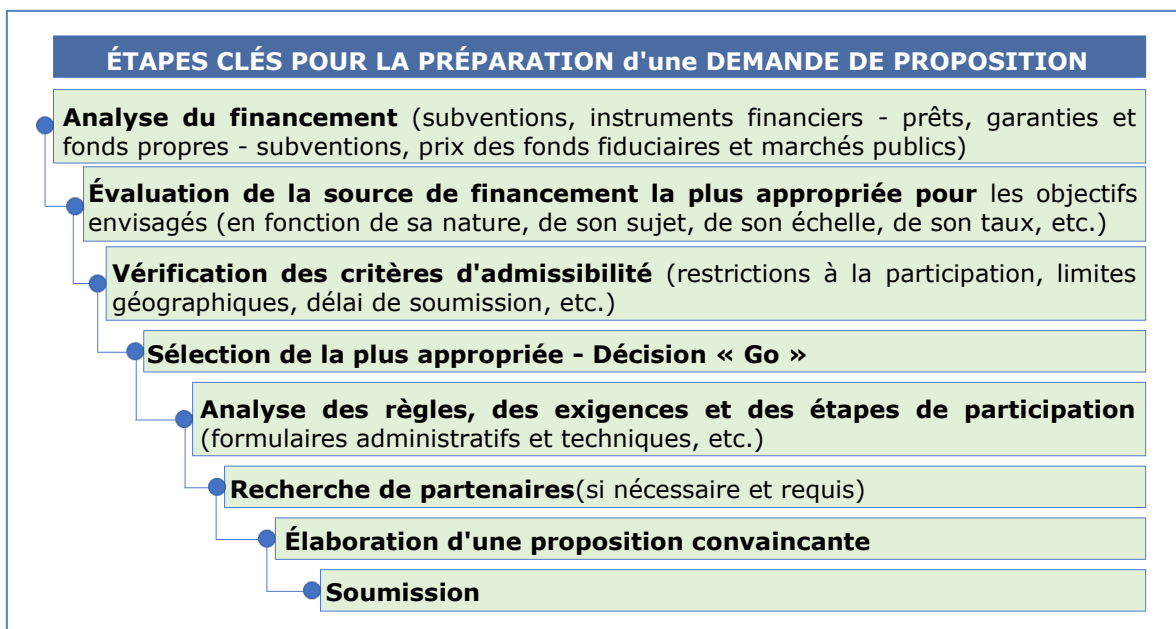 ÉTAPES CLÉS POUR LA PRÉPARATION d'une DEMANDE DE PROPOSITION
Analyse du financement (subventions, instruments financiers - prêts, garanties et
fonds propres - subventions, prix des fonds fiduciaires et marchés publics)
Évaluation de la source de financement la plus appropriée pour les objectifs
envisagés (en fonction de sa nature, de son sujet, de son échelle, de son taux, etc.)
Vérification des critères d'admissibilité (restrictions à la participation, limites
géographiques, délai de soumission, etc.)
Sélection de la plus appropriée - Décision « Go »
Analyse des règles, des exigences et des étapes de participation
(formulaires administratifs et techniques, etc.)
Recherche de partenaires(si nécessaire et requis)
Élaboration d'une proposition convaincante
Soumission